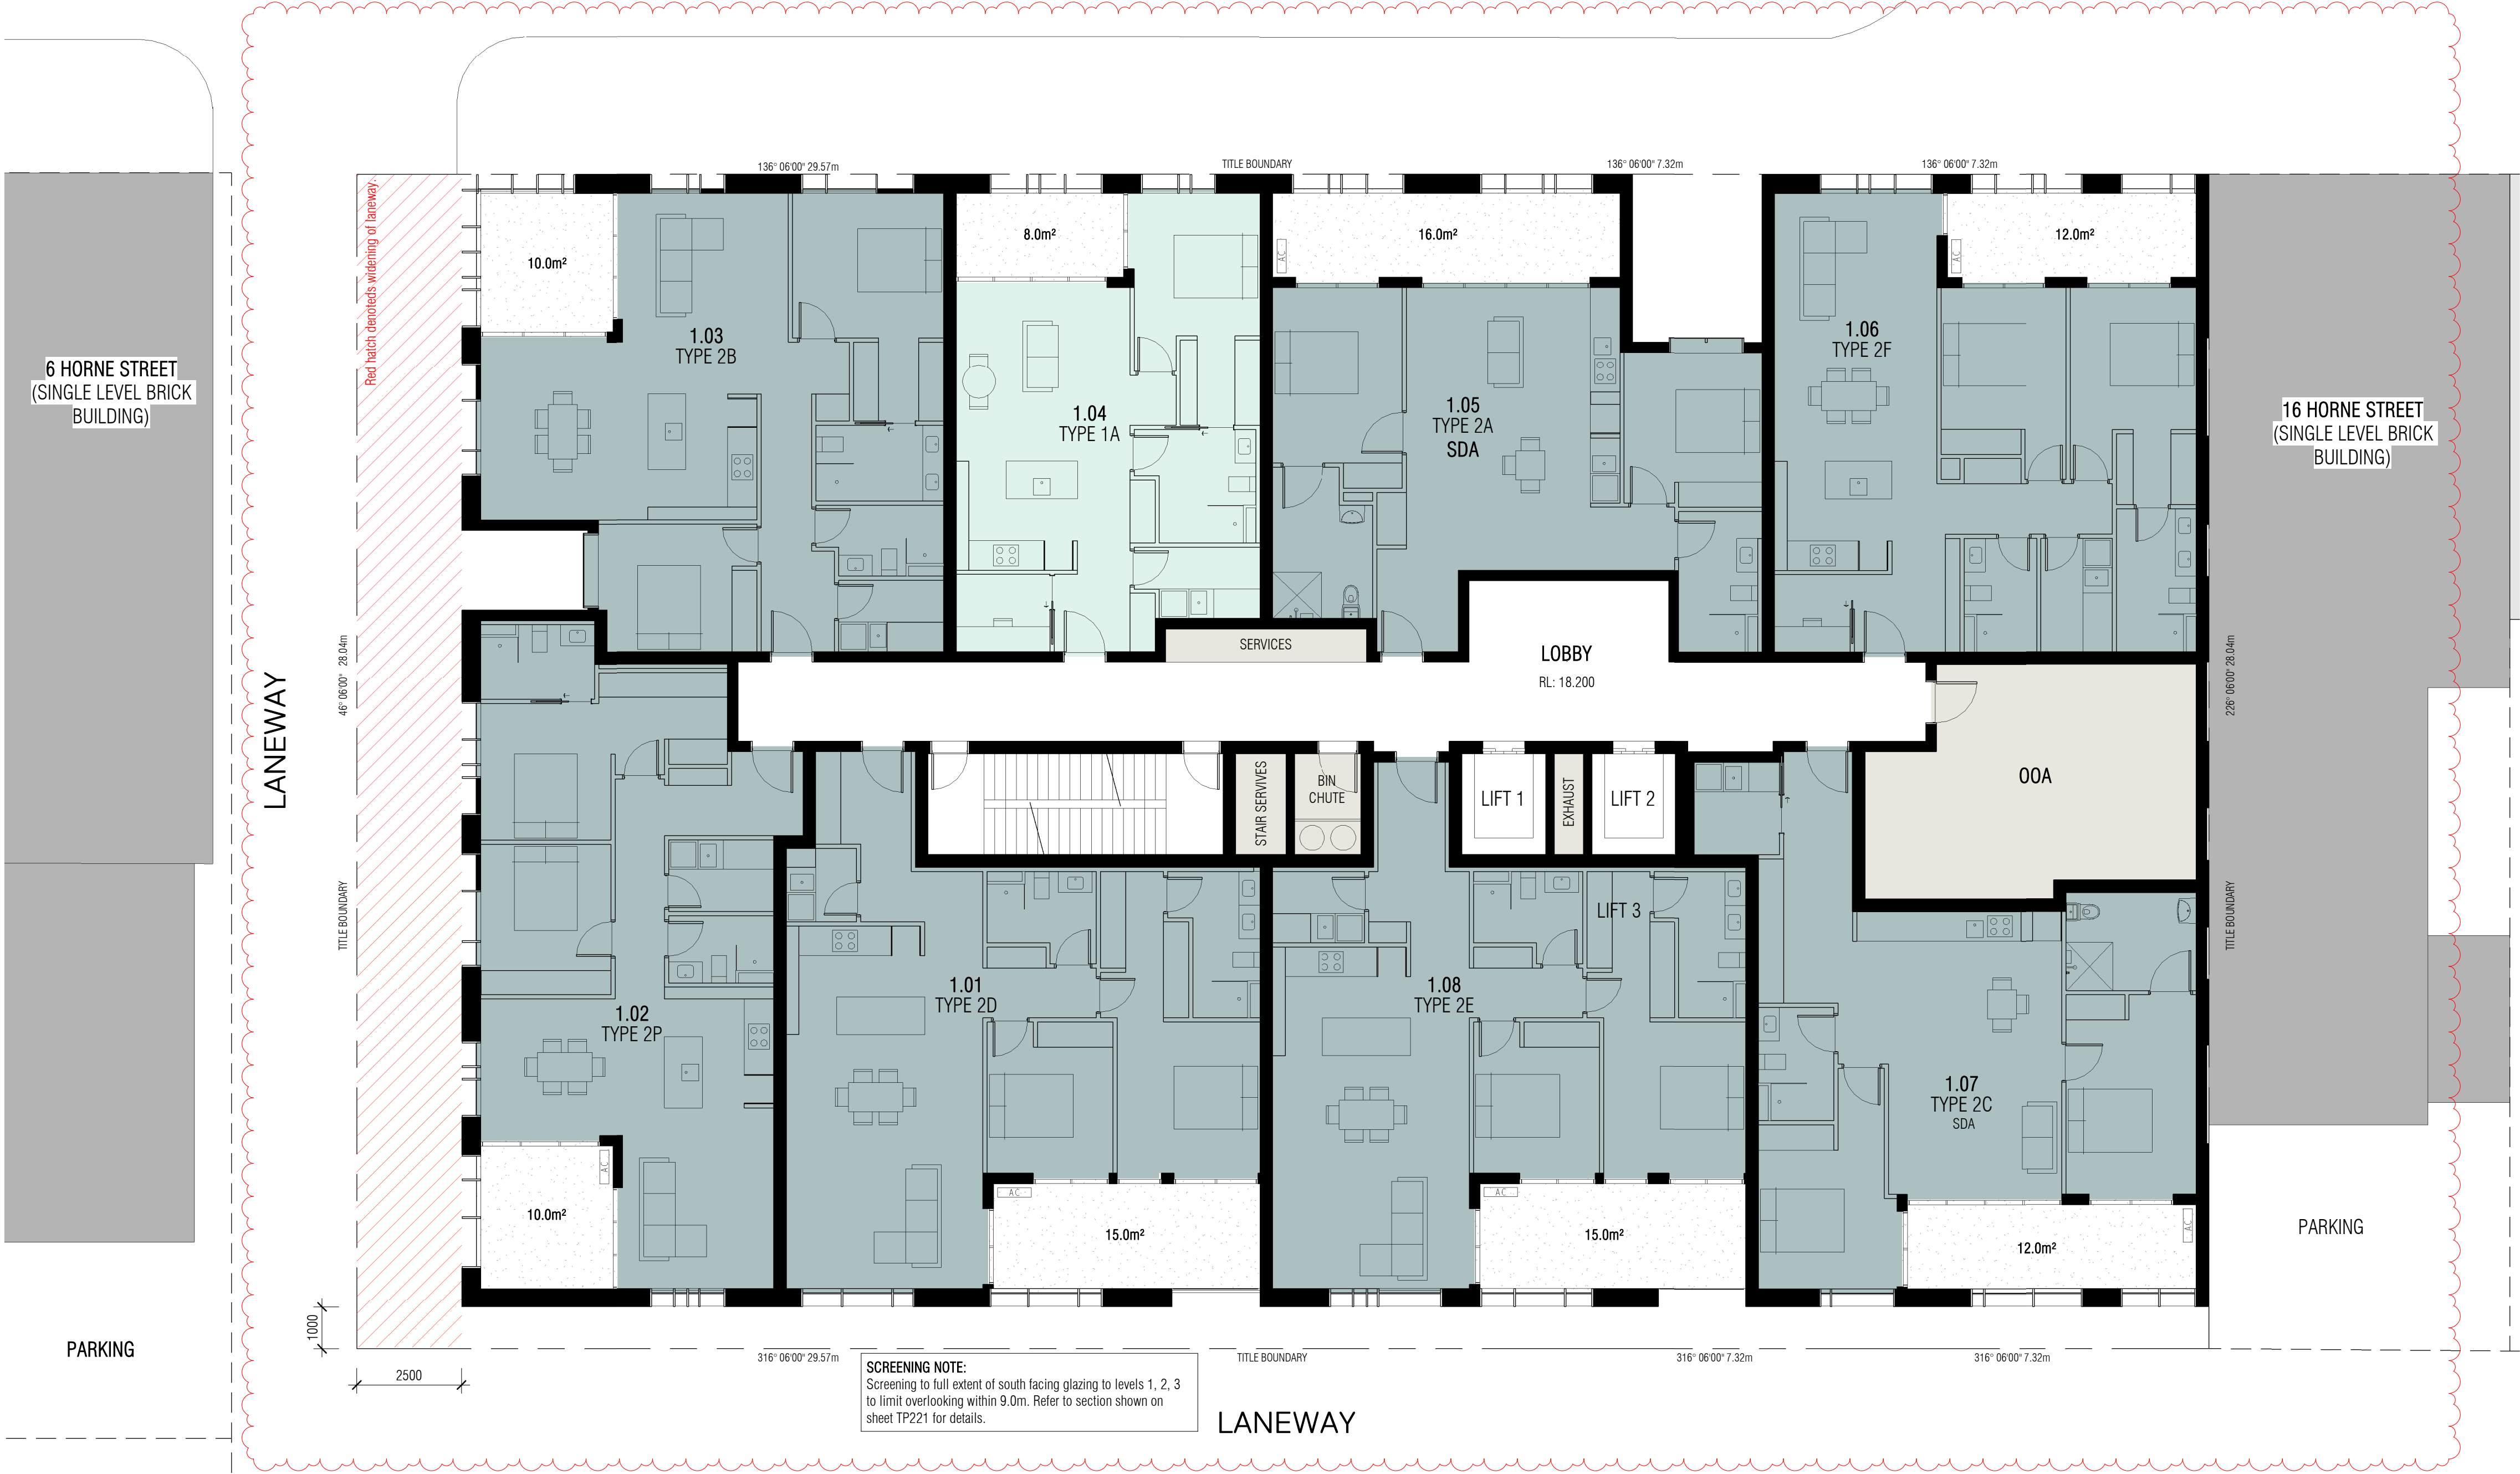 136° 06'00" 29.57m
TITLE BOUNDARY
136° 06'00" 7.32m
136° 06'00" 7.32m
Red hatch denoteds widening of laneway.
10.0m²
8.0m²
16.0m²
AC
12.0m²
AC
1.03
TYPE 2B
1.04
TYPE 1A
1.05
TYPE 2A
SDA
1.06
TYPE 2F
6 HORNE STREET
(SINGLE LEVEL BRICK
BUILDING)
16 HORNE STREET
(SINGLE LEVEL BRICK
BUILDING)
SERVICES
LOBBY
RL: 18.200
46° 06'00" 28.04m
226° 06'00" 28.04m
LANEWAY
STAIR SERVIVES
BIN
CHUTE
LIFT 1
EXHAUST
LIFT 2
OOA
TITLE BOUNDARY
TITLE BOUNDARY
LIFT 3
1.02
TYPE 2P
1.01
TYPE 2D
1.08
TYPE 2E
1.07
TYPE 2C
SDA
AC
10.0m²
AC
15.0m²
AC
15.0m²
AC
12.0m²
PARKING
PARKING
1000
2500
316° 06'00" 29.57m
TITLE BOUNDARY
316° 06'00" 7.32m
316° 06'00" 7.32m
SCREENING NOTE:
Screening to full extent of south facing glazing to levels 1, 2, 3
to limit overlooking within 9.0m. Refer to section shown on
sheet TP221 for details.
LANEWAY